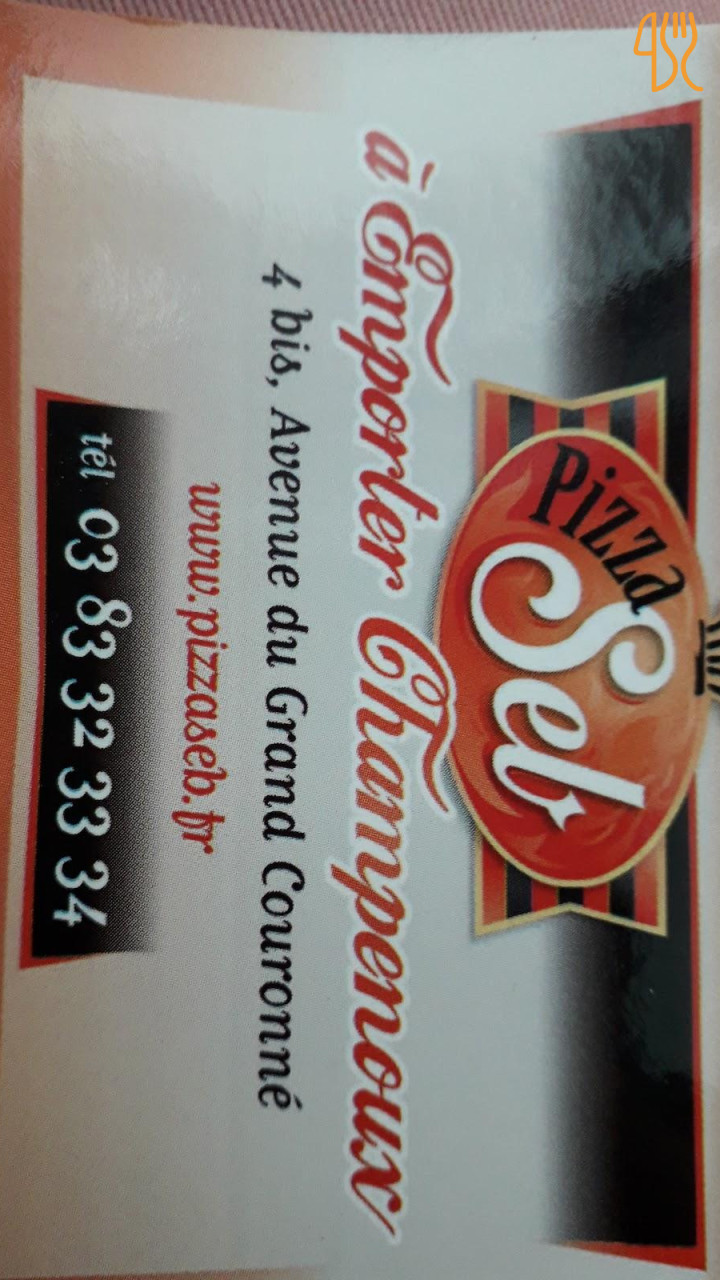 Pizza
Seb
à Emporter Champenoux
4 bis, Avenue du Grand Couronné
www.pizzaseb.fr
tél 03 83 32 33 34